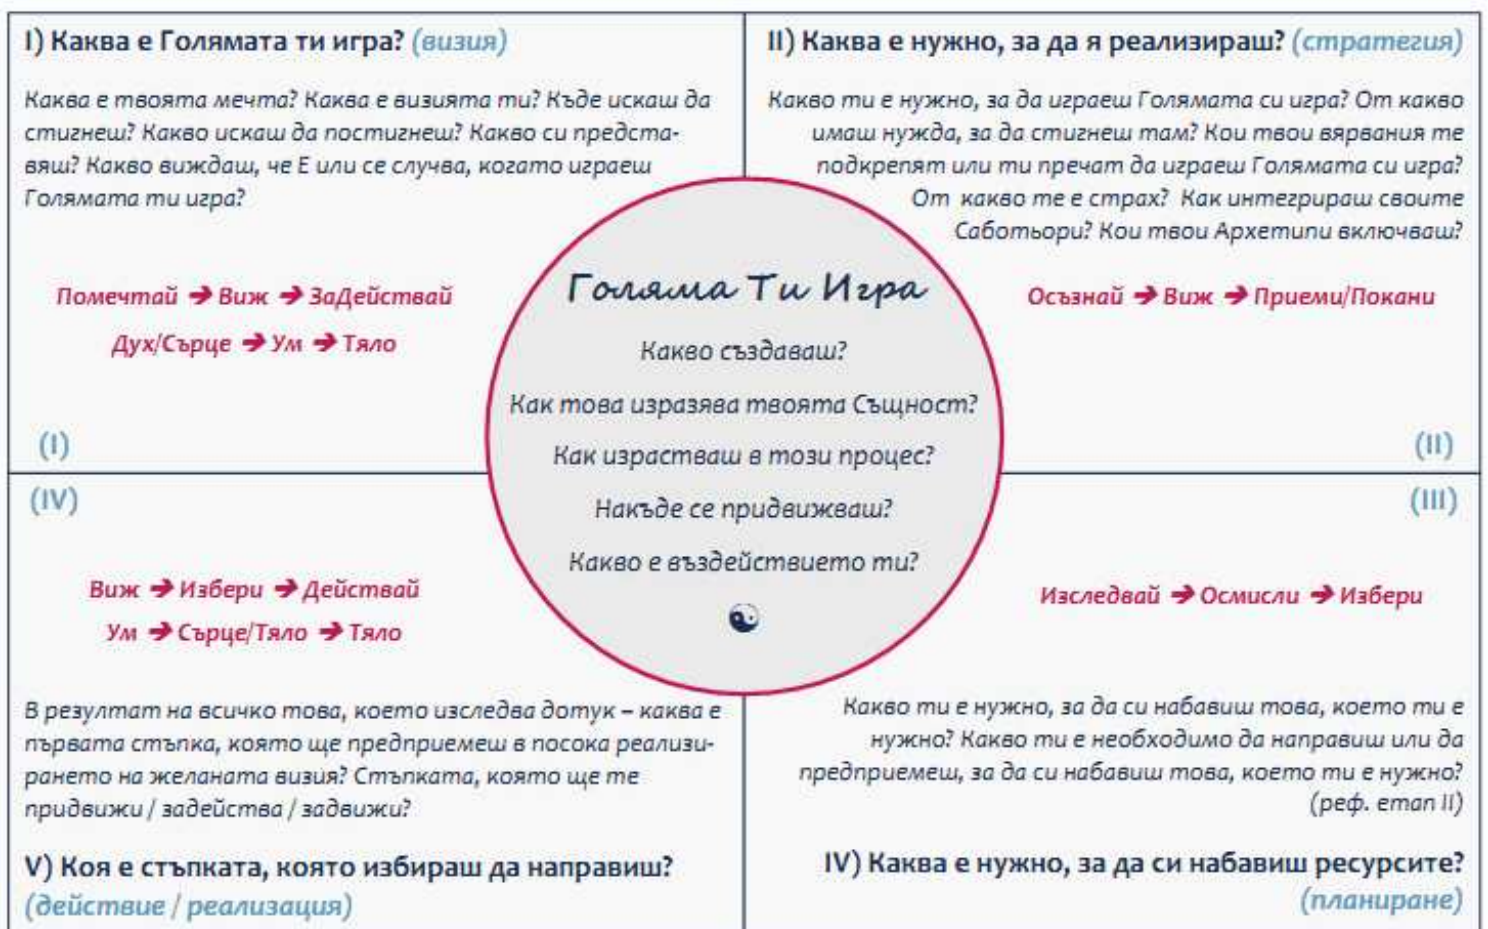 I) Каква е Голямата ти игра? (визия)
Каква е твоята мечта? Каква е визията ти? Къде искаш да
стигнеш? Какво искаш да постигнеш? Какво си предста-
вяш? Какво виждаш, че Е или се случва, когато играеш
Голямата ти игра?
Помечтай ➔ Виж ➔ ЗаДействай
Дух/Сърце ➔ Ум ➔ Тяло
(I)
II) Каква е нужно, за да я реализираш? (стратегия)
Какво ти е нужно, за да играеш Голямата си игра? От какво
имаш нужда, за да стигнеш там? Кои твои вярвания те
подкрепят или ти пречат да играеш Голямата си игра?
От какво те е страх? Как интегрираш своите
Саботьори? Кои твои Архетипи включваш?
Осъзнай ➔ Виж ➔ Приеми/Покани
(II)
Голяма Ти Игра
Какво създаваш?
Как това изразява твоята Същност?
Как израстваш в този процес?
Накъде се придвижваш?
Какво е въздействието ти?
(III)
Изследвай ➔ Осмисли ➔ Избери
Какво ти е нужно, за да си набавиш това, което ти е
нужно? Какво ти е необходимо да направиш или да
предприемеш, за да си набавиш това, което ти е нужно?
(реф. етап II)
IV) Каква е нужно, за да си набавиш ресурсите?
(планиране)
(IV)
Виж ➔ Избери ➔ Действай
Ум ➔ Сърце/Тяло ➔ Тяло
В резултат на всичко това, което изследва дотук – каква е
първата стъпка, която ще предприемеш в посока реализи-
рането на желаната визия? Стъпката, която ще те
придвижи / задейства / задвижи?
V) Коя е стъпката, която избираш да направиш?
(действие / реализация)